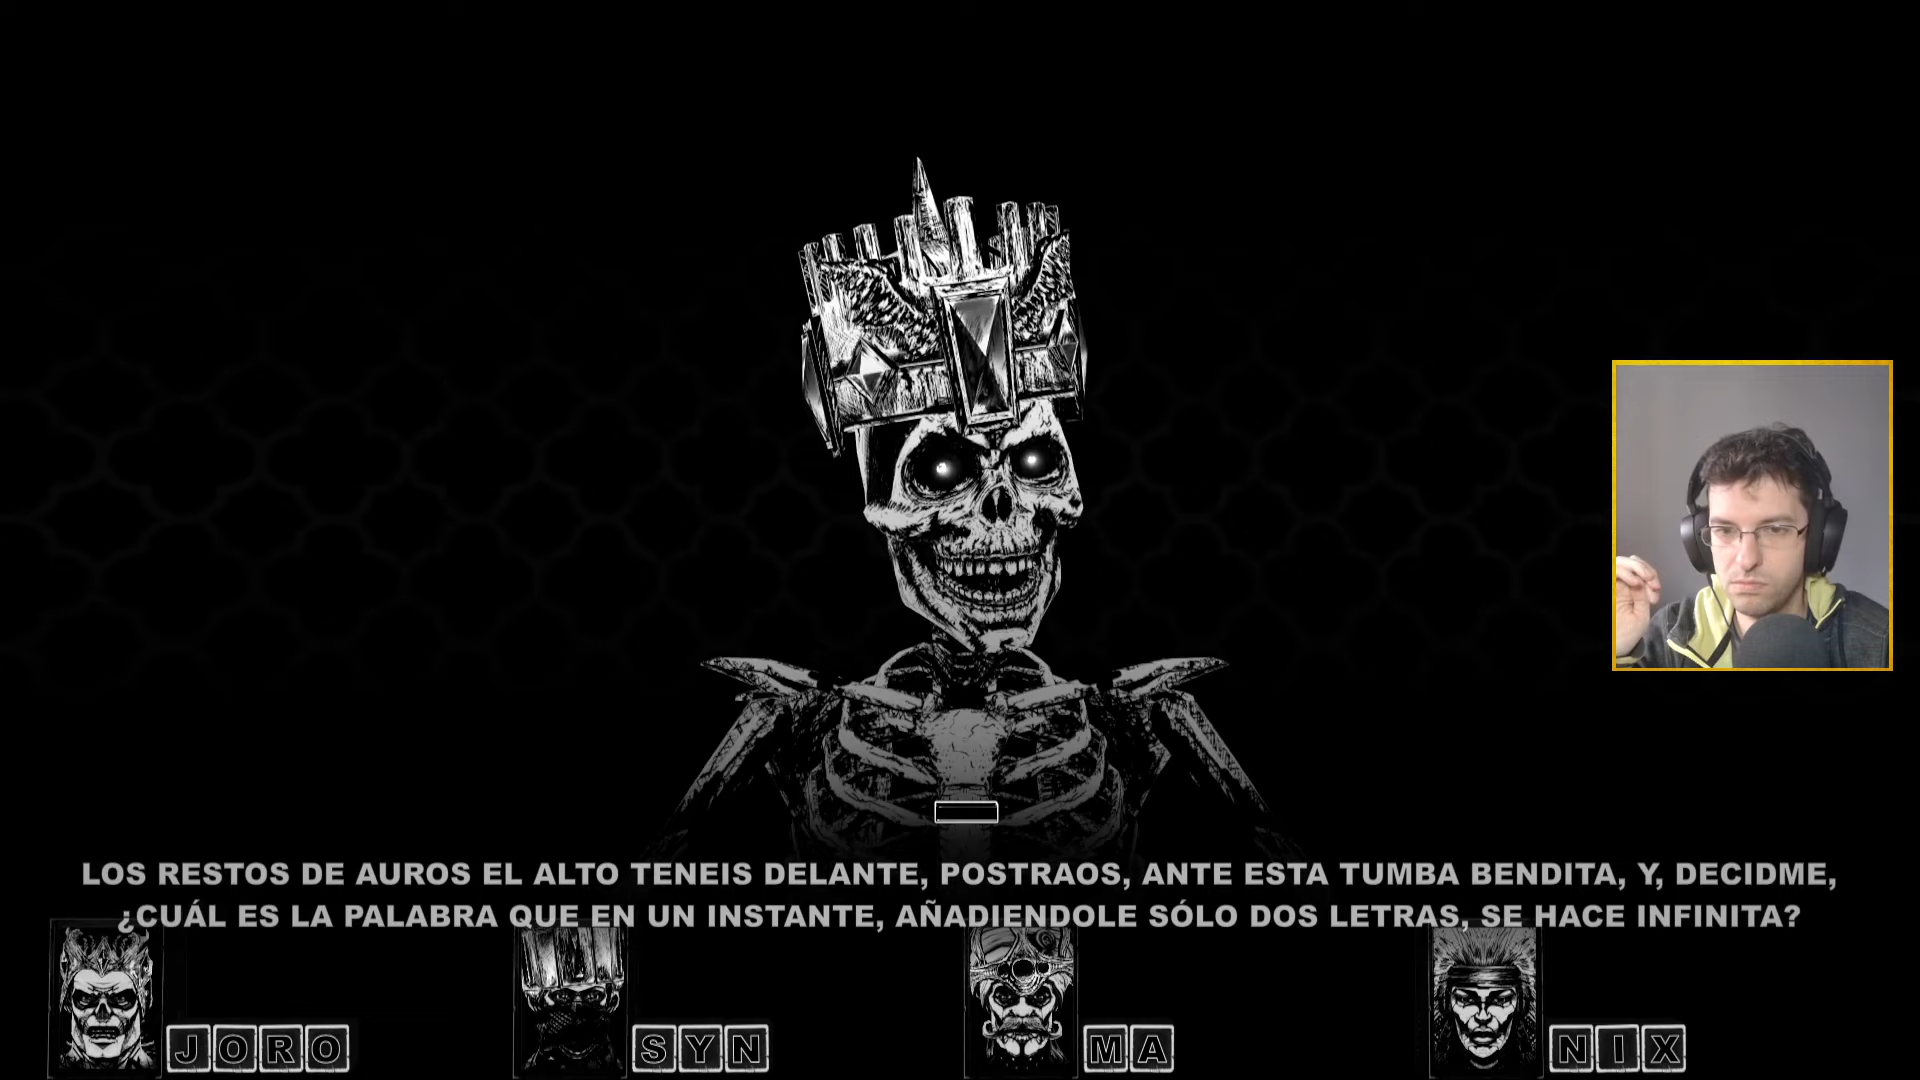 LOS RESTOS DE AUROS EL ALTO TENEIS DELANTE, POSTRAOS, ANTE ESTA TUMBA BENDITA, Y, DECIDME,
¿CUÁL ES LA PALABRA QUE EN UN INSTANTE, AÑADIENDOLE SÓLO DOS LETRAS, SE HACE INFINITA?
JORO SYN MA NIX